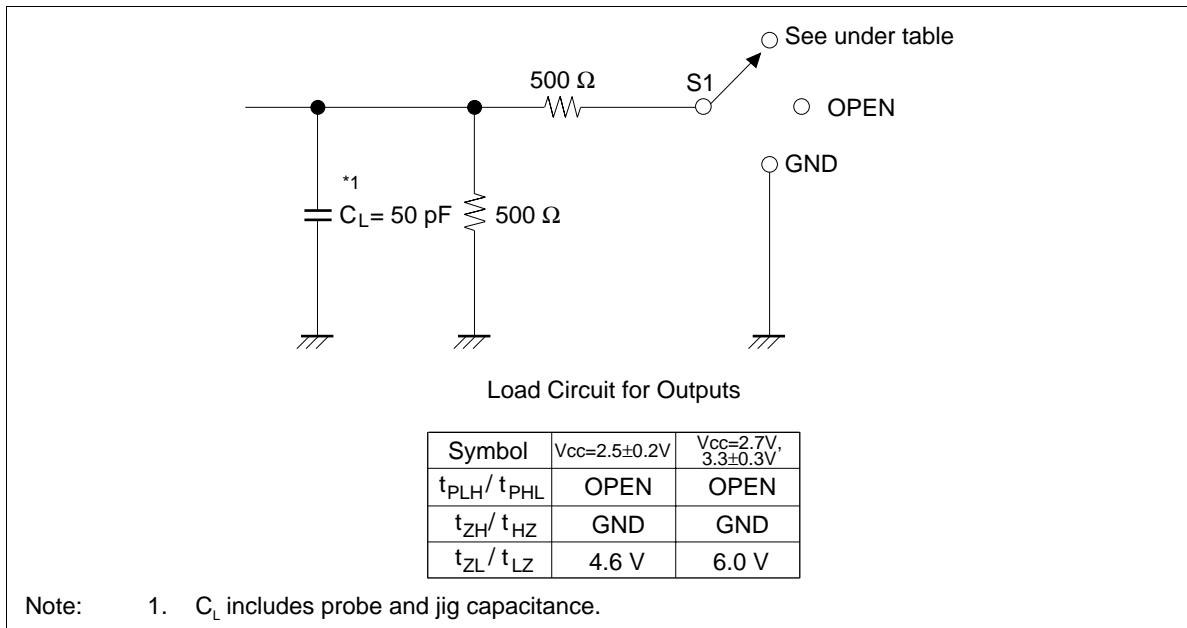 See under table
500 Ω
S1
OPEN
GND
*1
C_L= 50 pF
500 Ω
Load Circuit for Outputs
Symbol Vcc=2.5±0.2V Vcc=2.7V, 3.3±0.3V
t_PLH / t_PHL OPEN OPEN
t_ZH / t_HZ GND GND
t_ZL / t_LZ 4.6 V 6.0 V
Note: 1. C_L includes probe and jig capacitance.